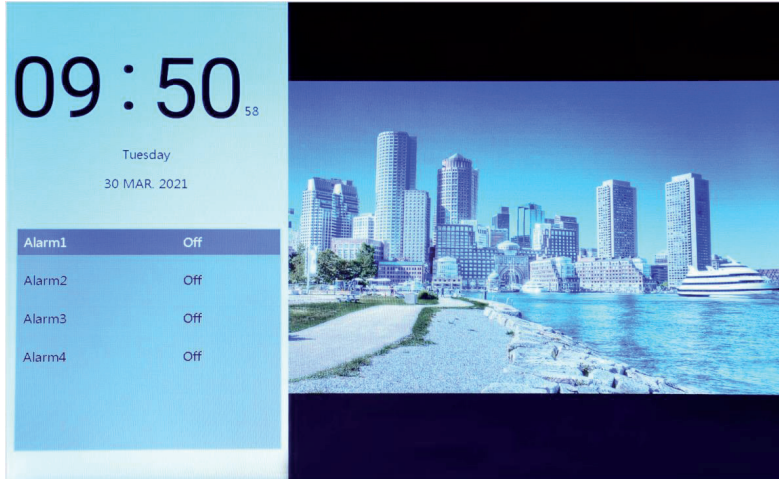 09:50 58
Tuesday
30 MAR. 2021
Alarm1 Off
Alarm2 Off
Alarm3 Off
Alarm4 Off